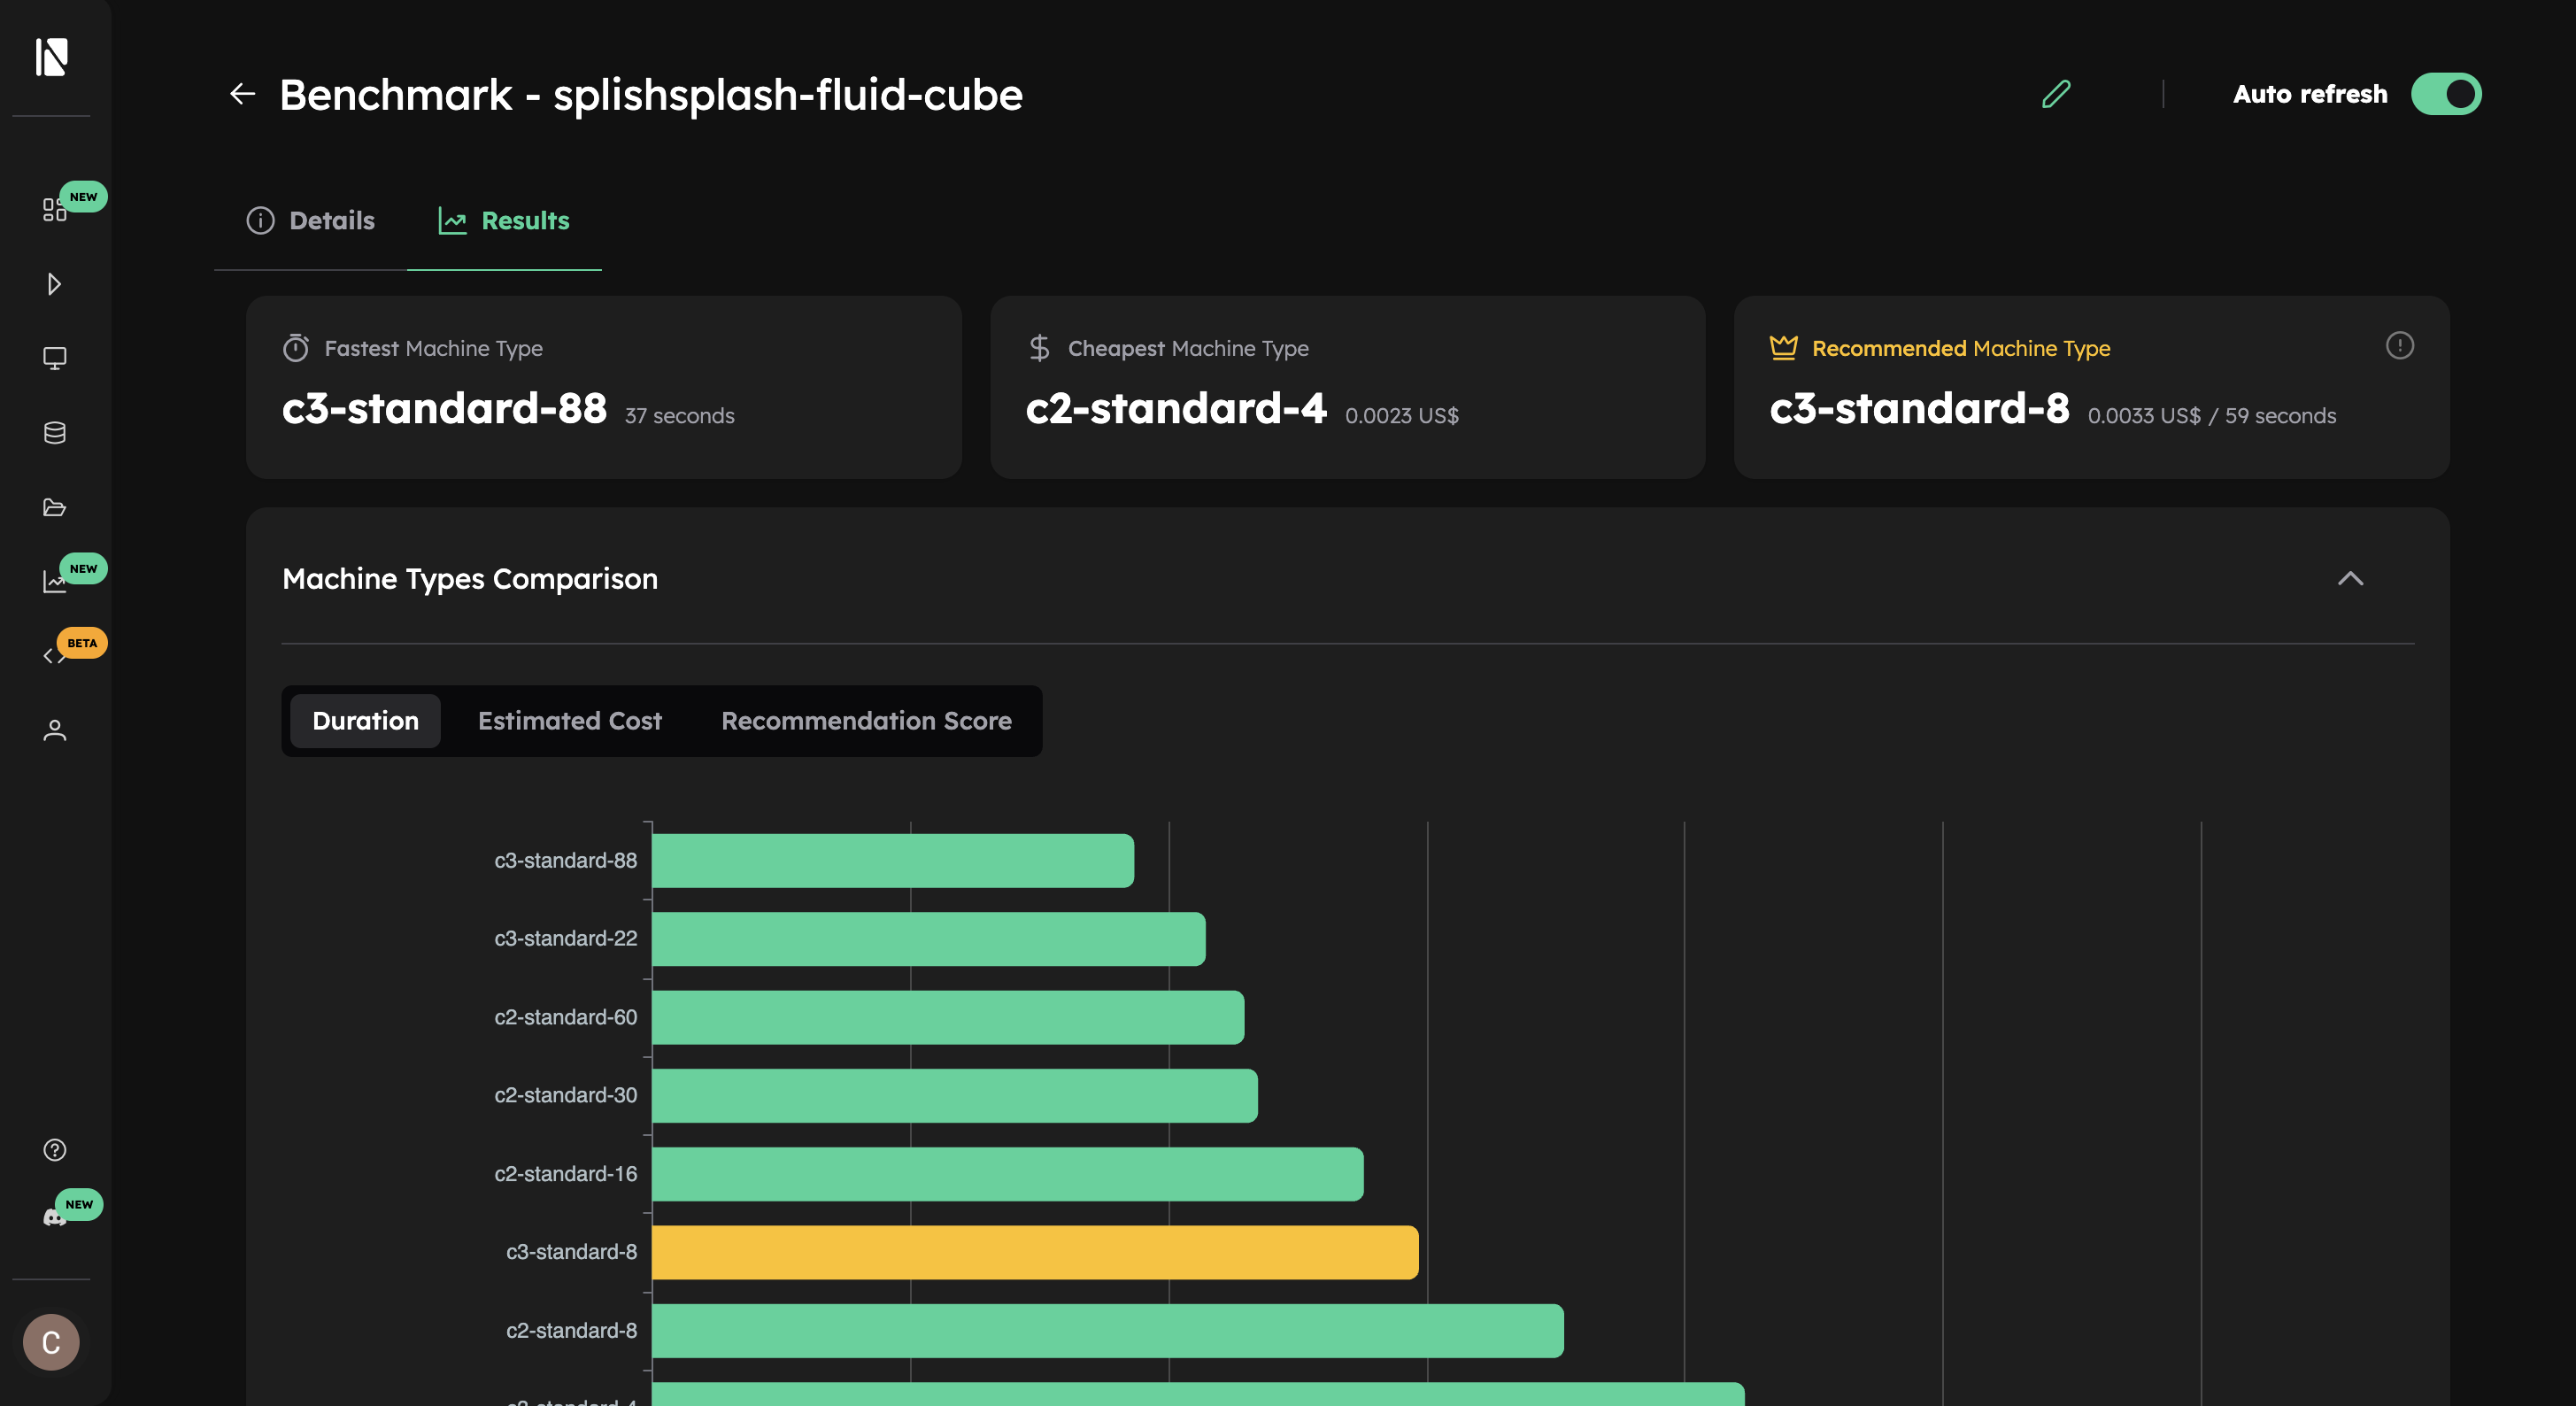 Benchmark - splishsplash-fluid-cube
Auto refresh
NEW
Details
Results
Fastest Machine Type
c3-standard-88 37 seconds
Cheapest Machine Type
c2-standard-4 0.0023 US$
Recommended Machine Type
c3-standard-8 0.0033 US$ / 59 seconds
NEW
Machine Types Comparison
BETA
Duration
Estimated Cost
Recommendation Score
c3-standard-88
c3-standard-22
c2-standard-60
c2-standard-30
c2-standard-16
NEW
c3-standard-8
c2-standard-8
C